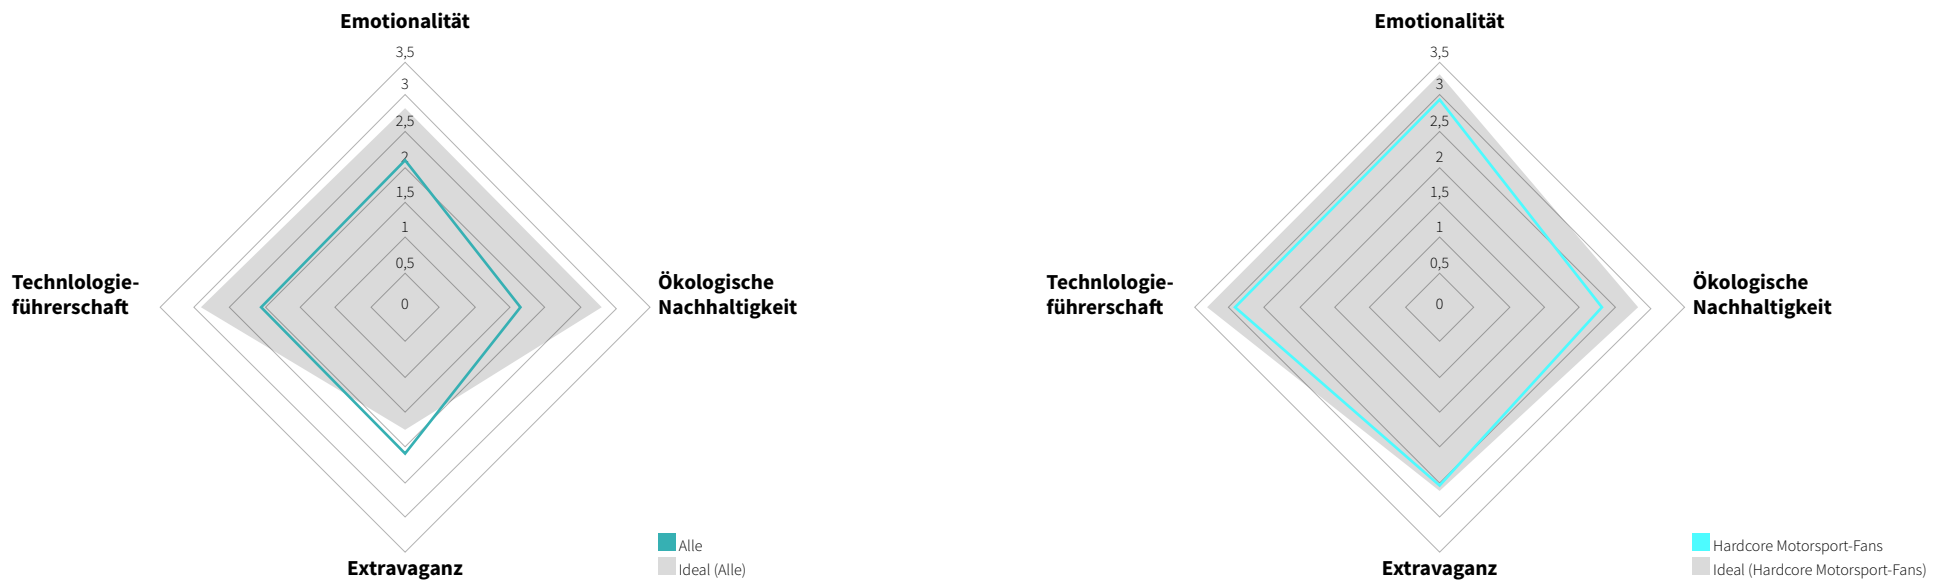 Emotionalität
3,5
3
2,5
2
1,5
1
0,5
0
Technlologie-
führerschaft
Ökologische
Nachhaltigkeit
Extravaganz
Alle
Ideal (Alle)
Emotionalität
3,5
3
2,5
2
1,5
1
0,5
0
Technlologie-
führerschaft
Ökologische
Nachhaltigkeit
Extravaganz
Hardcore Motorsport-Fans
Ideal (Hardcore Motorsport-Fans)